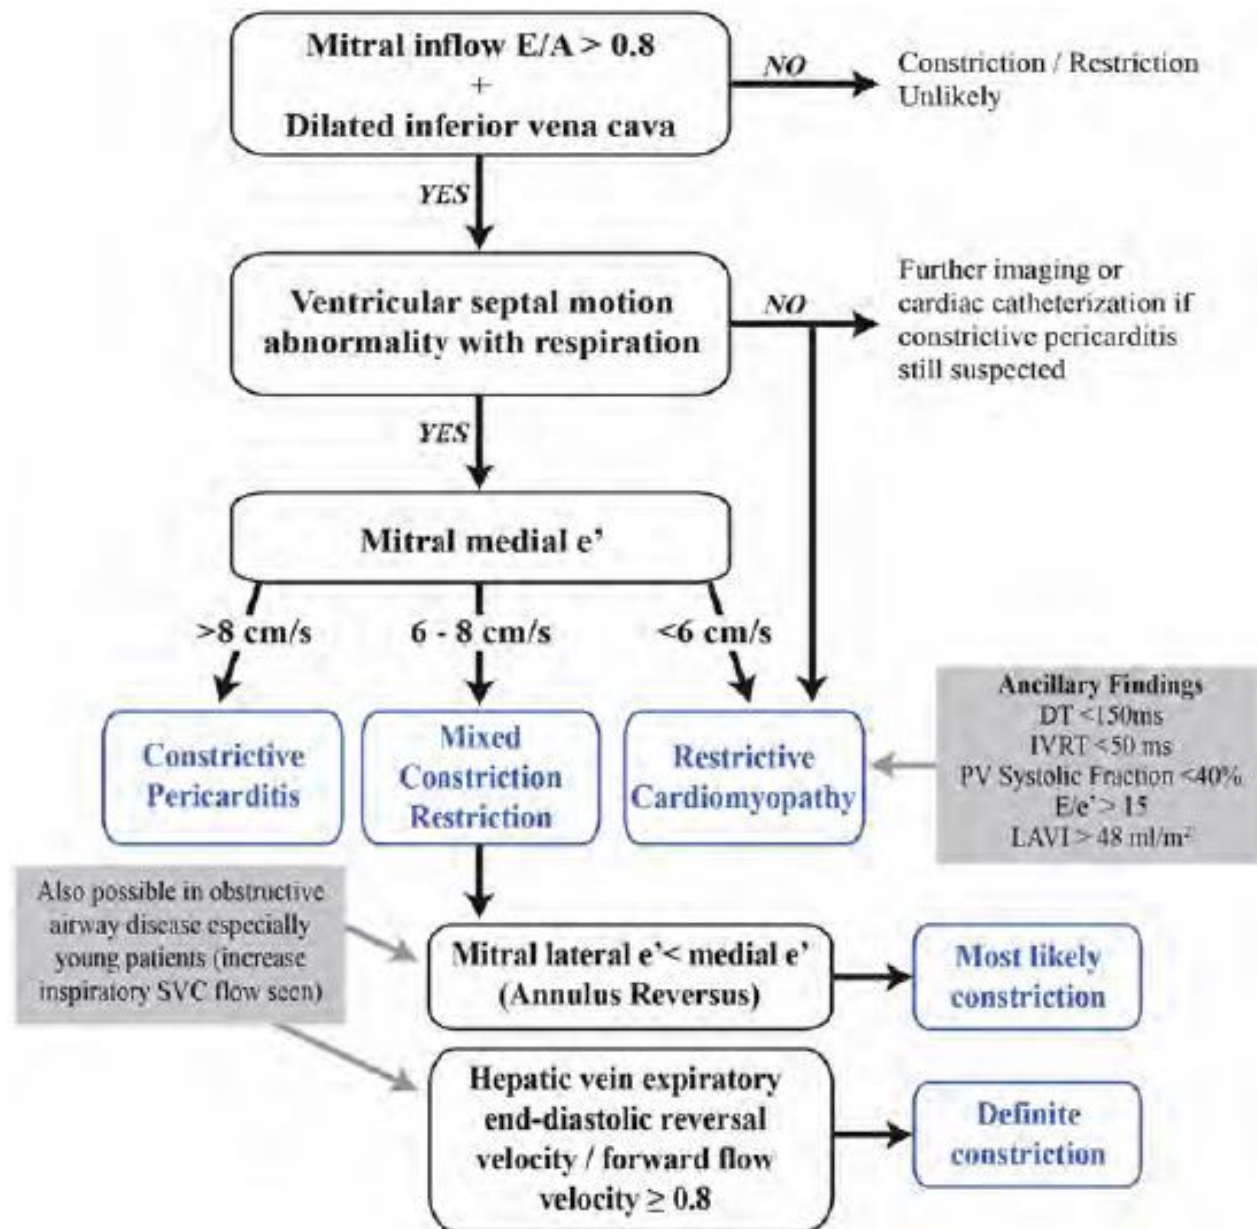 Mitral inflow E/A > 0.8
+
Dilated inferior vena cava
NO
Constriction / Restriction
Unlikely
YES
Ventricular septal motion
abnormality with respiration
NO
Further imaging or
cardiac catheterization if
constrictive pericarditis
still suspected
YES
Mitral medial e’
>8 cm/s
6 - 8 cm/s
<6 cm/s
Constrictive
Pericarditis
Mixed
Constriction
Restriction
Restrictive
Cardiomyopathy
Ancillary Findings
DT <150ms
IVRT <50 ms
PV Systolic Fraction <40%
E/e’ > 15
LAVI > 48 ml/m²
Also possible in obstructive
airway disease especially
young patients (increase
inspiratory SVC flow seen)
Mitral lateral e’< medial e’
(Annulus Reversus)
Most likely
constriction
Hepatic vein expiratory
end-diastolic reversal
velocity / forward flow
velocity ≥ 0.8
Definite
constriction